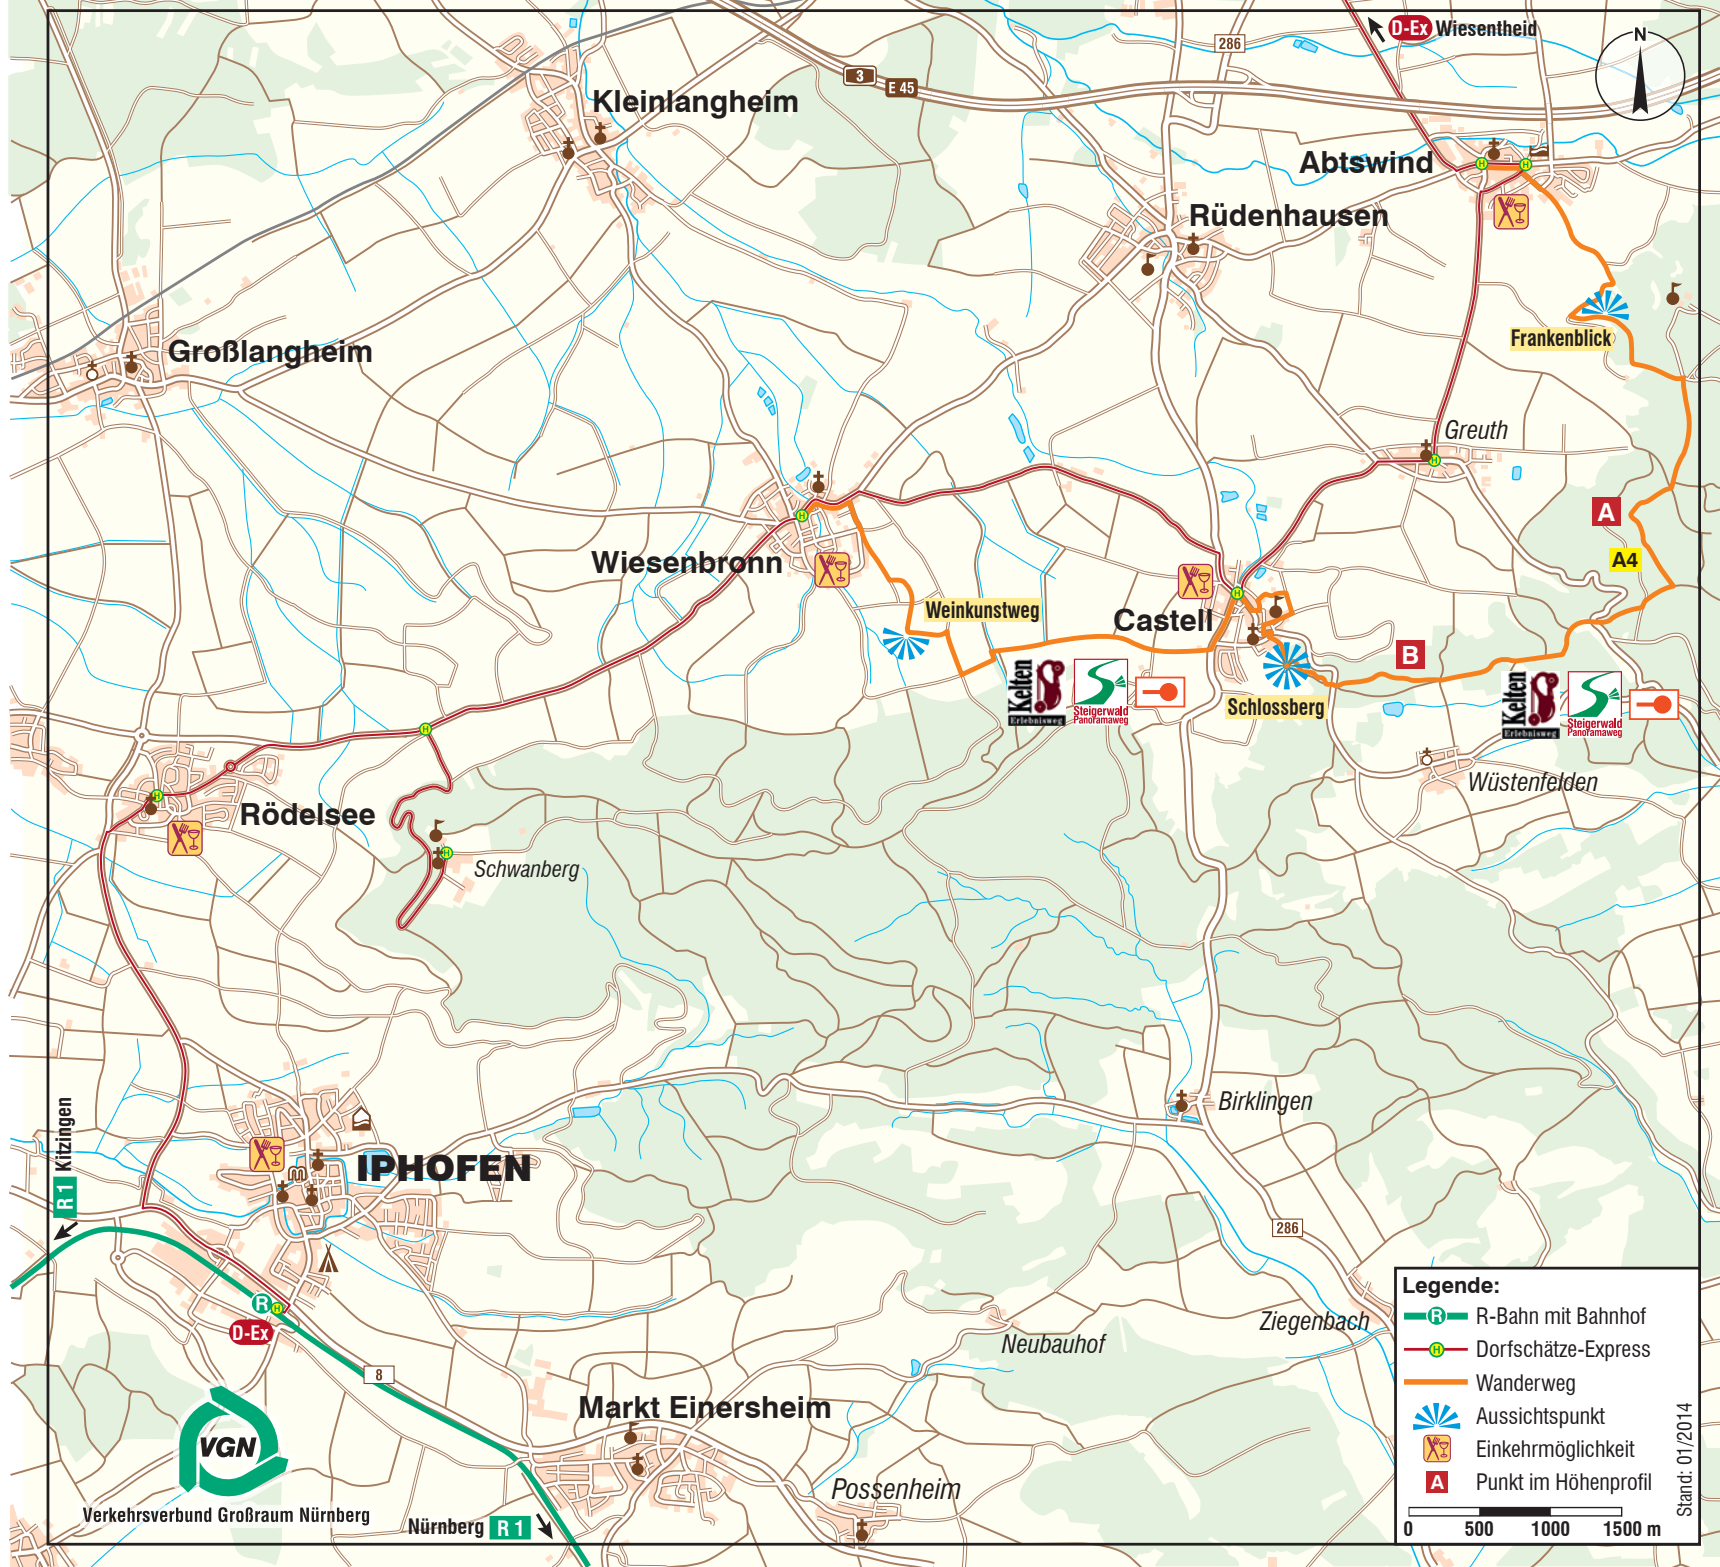 D-Ex Wiesentheid
N
286
3
E 45
Kleinlangheim
Abtswind
H
H
Rüdenhausen
Frankenblick
Großlangheim
Greuth
H
A
A4
H
Wiesenbronn
Weinkunstweg
H
Castell
B
Kelten
Erlebnisweg
Steigerwald
Panoramaweg
Schlossberg
Kelten
Erlebnisweg
Steigerwald
Panoramaweg
H
Wüstenfelden
H
Rödelsee
H
Schwanberg
Birklingen
R 1 Kitzingen
IPHOFEN
m
286
R
H
D-Ex
8
Ziegenbach
Neubauhof
Markt Einersheim
Possenheim
VGN
Verkehrsverbund Großraum Nürnberg
Nürnberg R 1
Legende:
R R-Bahn mit Bahnhof
H Dorfschätze-Express
Wanderweg
Aussichtspunkt
Einkehrmöglichkeit
A Punkt im Höhenprofil
0 500 1000 1500 m
Stand: 01/2014